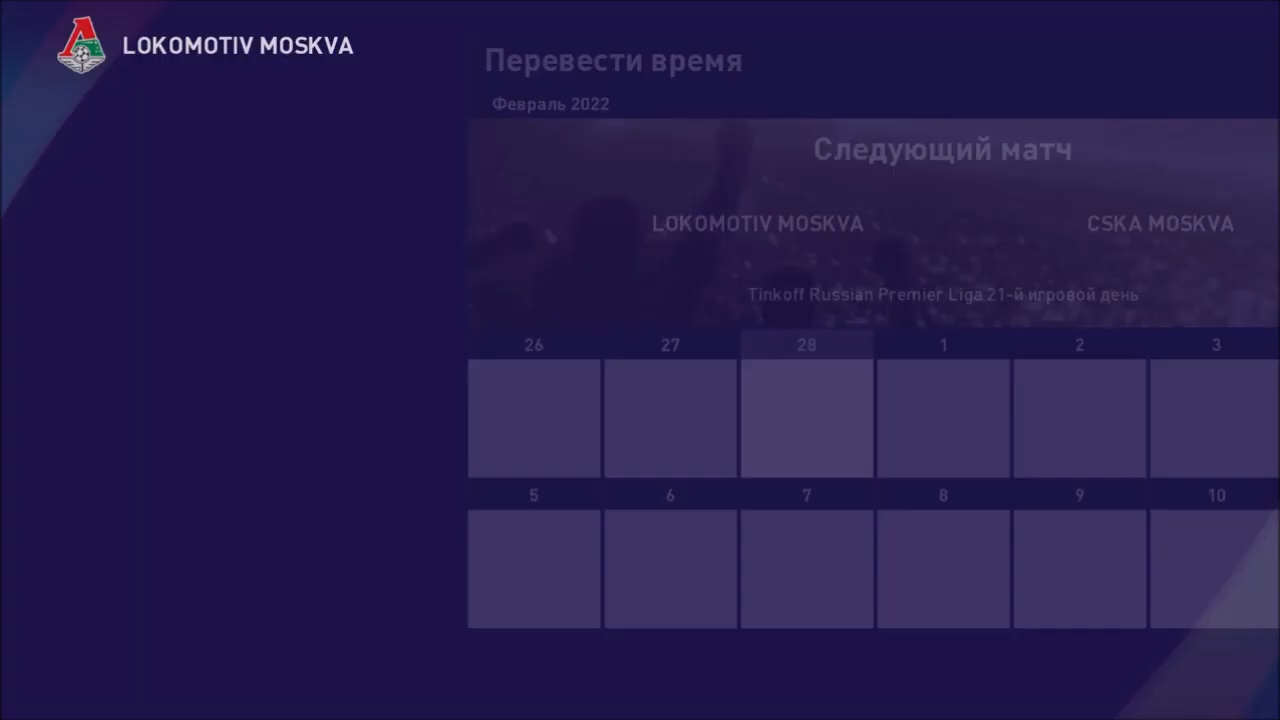 LOKOMOTIV MOSKVA
Перевести время
Февраль 2022
Следующий матч
LOKOMOTIV MOSKVA CSKA MOSKVA
Tinkoff Russian Premier Liga 21-й игровой день
26 27 28 1 2 3
5 6 7 8 9 10